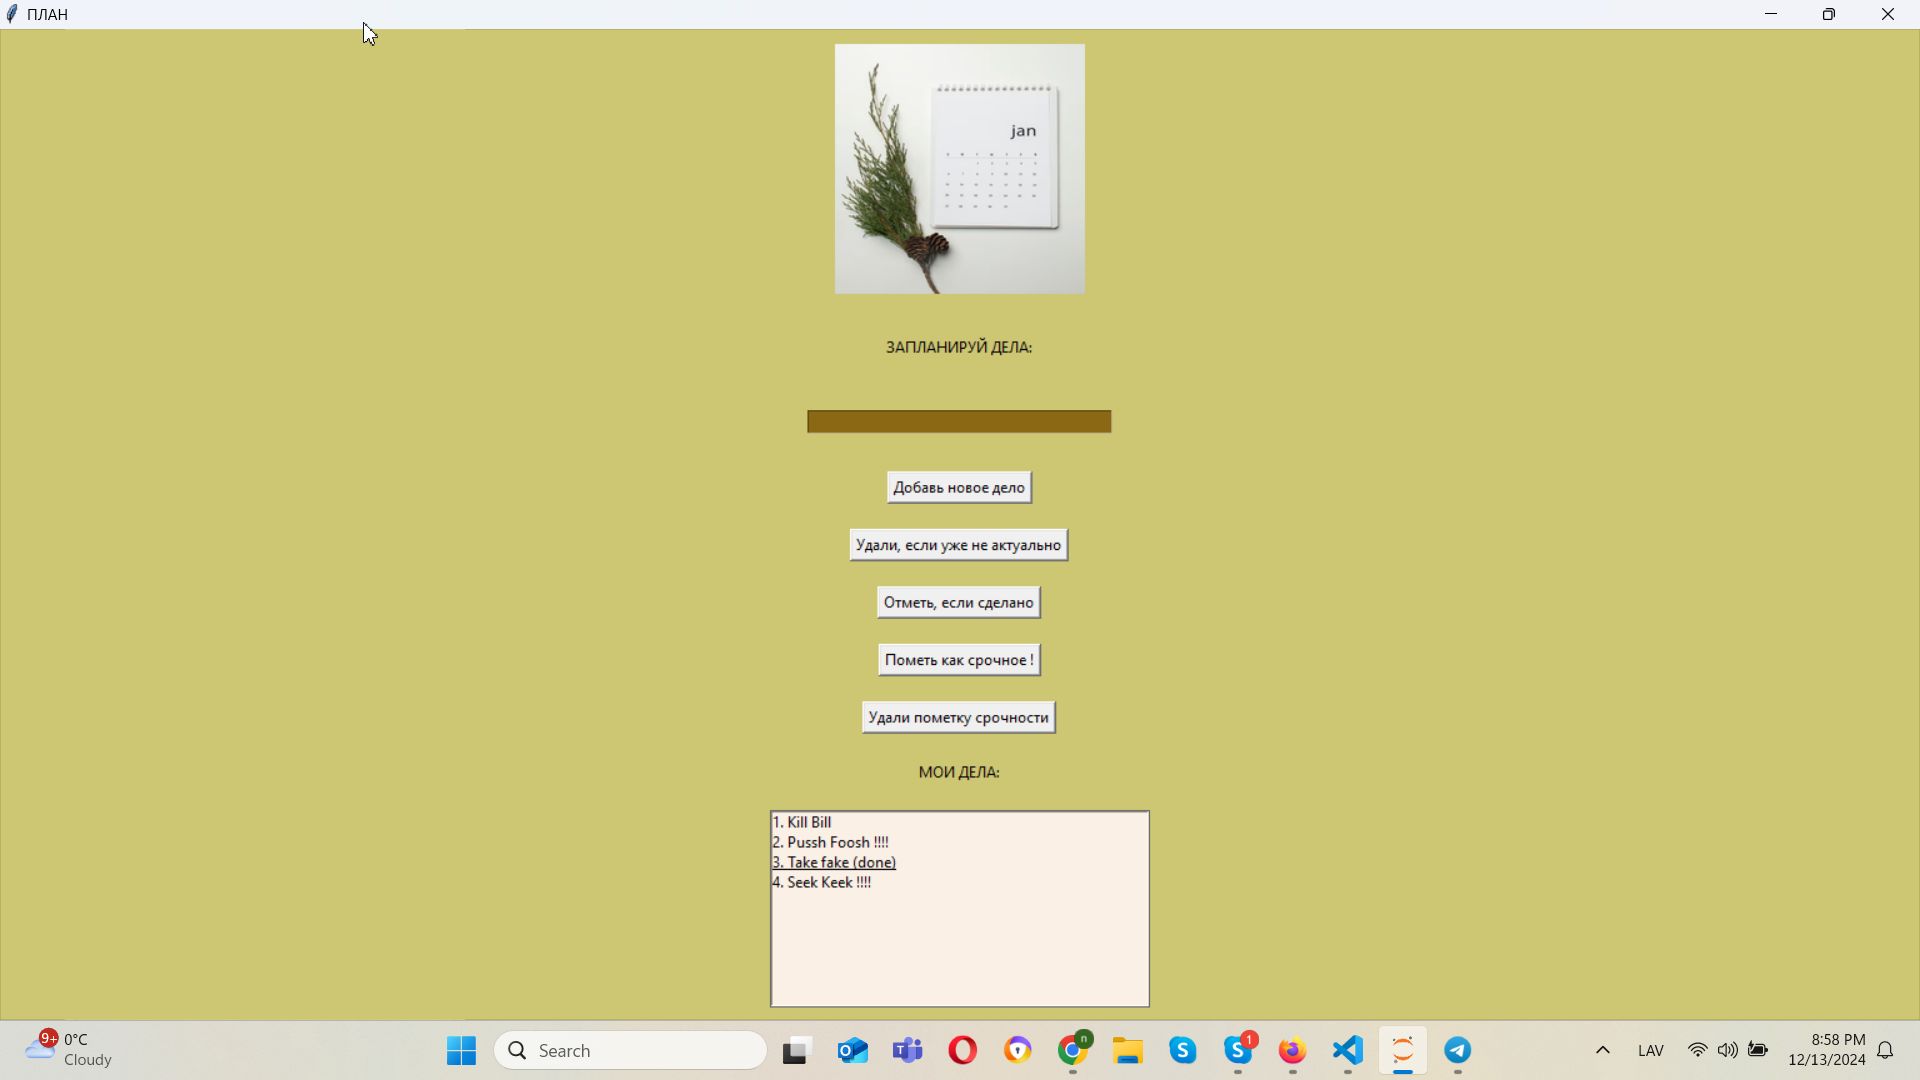 ПЛАН
jan
ЗАПЛАНИРУЙ ДЕЛА:
Добавь новое дело
Удали, если уже не актуально
Отметь, если сделано
Пометь как срочное !
Удали пометку срочности
МОИ ДЕЛА:
1. Kill Bill
2. Pussh Foosh !!!!
3. Take fake (done)
4. Seek Keek !!!!
9+
0°C
Cloudy
Search
n
1
LAV
8:58 PM
12/13/2024